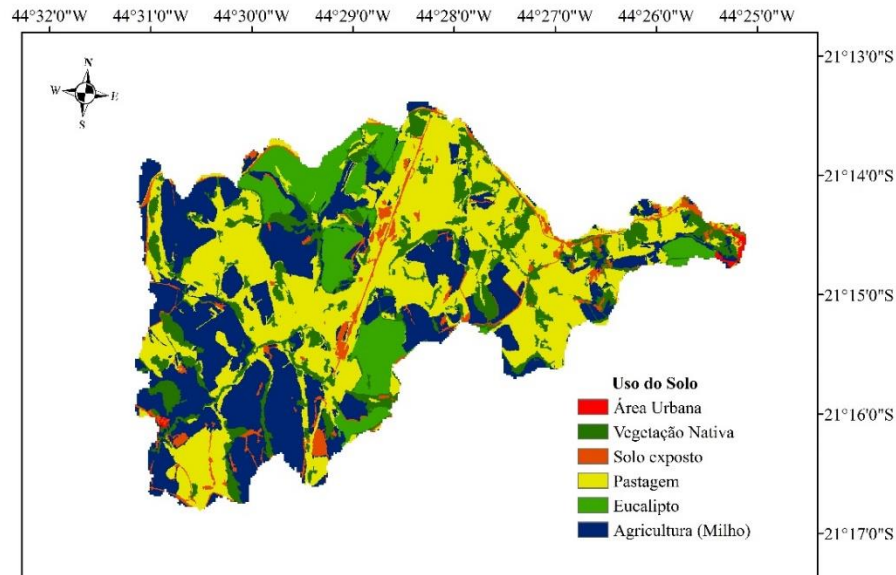 44°32'0"W 44°31'0"W 44°30'0"W 44°29'0"W 44°28'0"W 44°27'0"W 44°26'0"W 44°25'0"W
21°13'0"S
N
W E
S
21°14'0"S
21°15'0"S
Uso do Solo
Área Urbana
Vegetação Nativa
Solo exposto
Pastagem
Eucalipto
Agricultura (Milho)
21°16'0"S
21°17'0"S